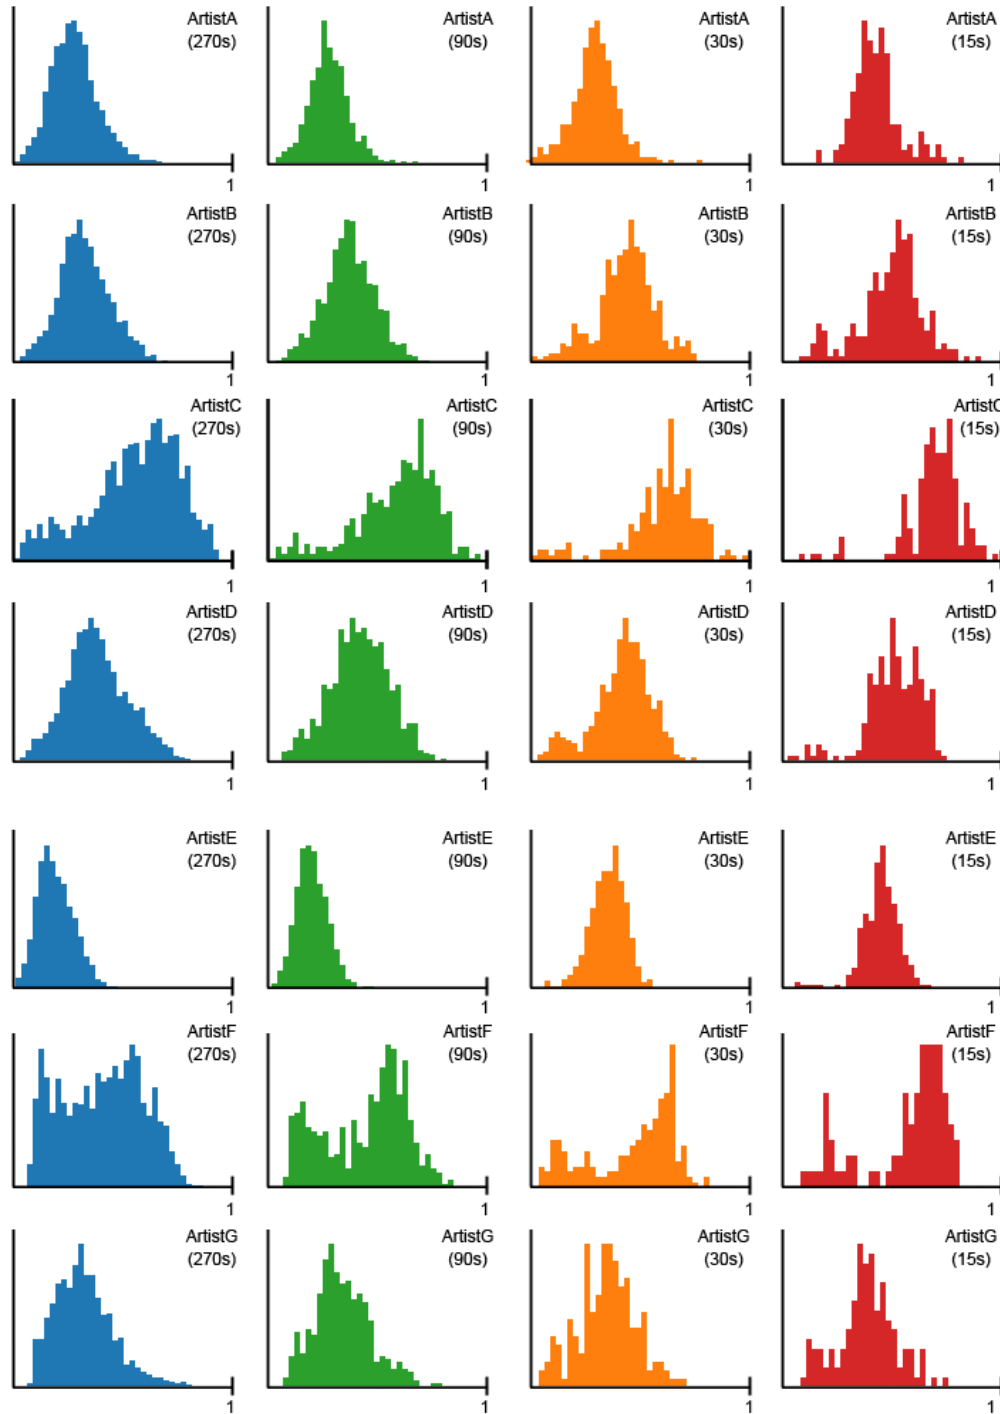 ArtistA
(270s)
1
ArtistA
(90s)
1
ArtistA
(30s)
1
ArtistA
(15s)
1
ArtistB
(270s)
1
ArtistB
(90s)
1
ArtistB
(30s)
1
ArtistB
(15s)
1
ArtistC
(270s)
1
ArtistC
(90s)
1
ArtistC
(30s)
1
ArtistC
(15s)
1
ArtistD
(270s)
1
ArtistD
(90s)
1
ArtistD
(30s)
1
ArtistD
(15s)
1
ArtistE
(270s)
1
ArtistE
(90s)
1
ArtistE
(30s)
1
ArtistE
(15s)
1
ArtistF
(270s)
1
ArtistF
(90s)
1
ArtistF
(30s)
1
ArtistF
(15s)
1
ArtistG
(270s)
1
ArtistG
(90s)
1
ArtistG
(30s)
1
ArtistG
(15s)
1